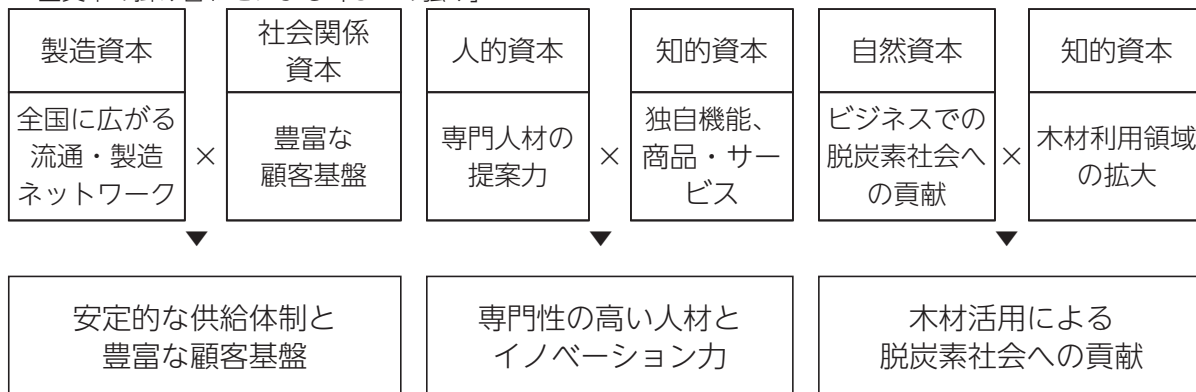 製造資本
社会関係
資本
人的資本
知的資本
自然資本
知的資本
全国に広がる
流通・製造
ネットワーク
×
豊富な
顧客基盤
専門人材の
提案力
×
独自機能、
商品・サー
ビス
ビジネスでの
脱炭素社会へ
の貢献
×
木材利用領域
の拡大
▼
▼
▼
安定的な供給体制と
豊富な顧客基盤
専門性の高い人材と
イノベーション力
木材活用による
脱炭素社会への貢献